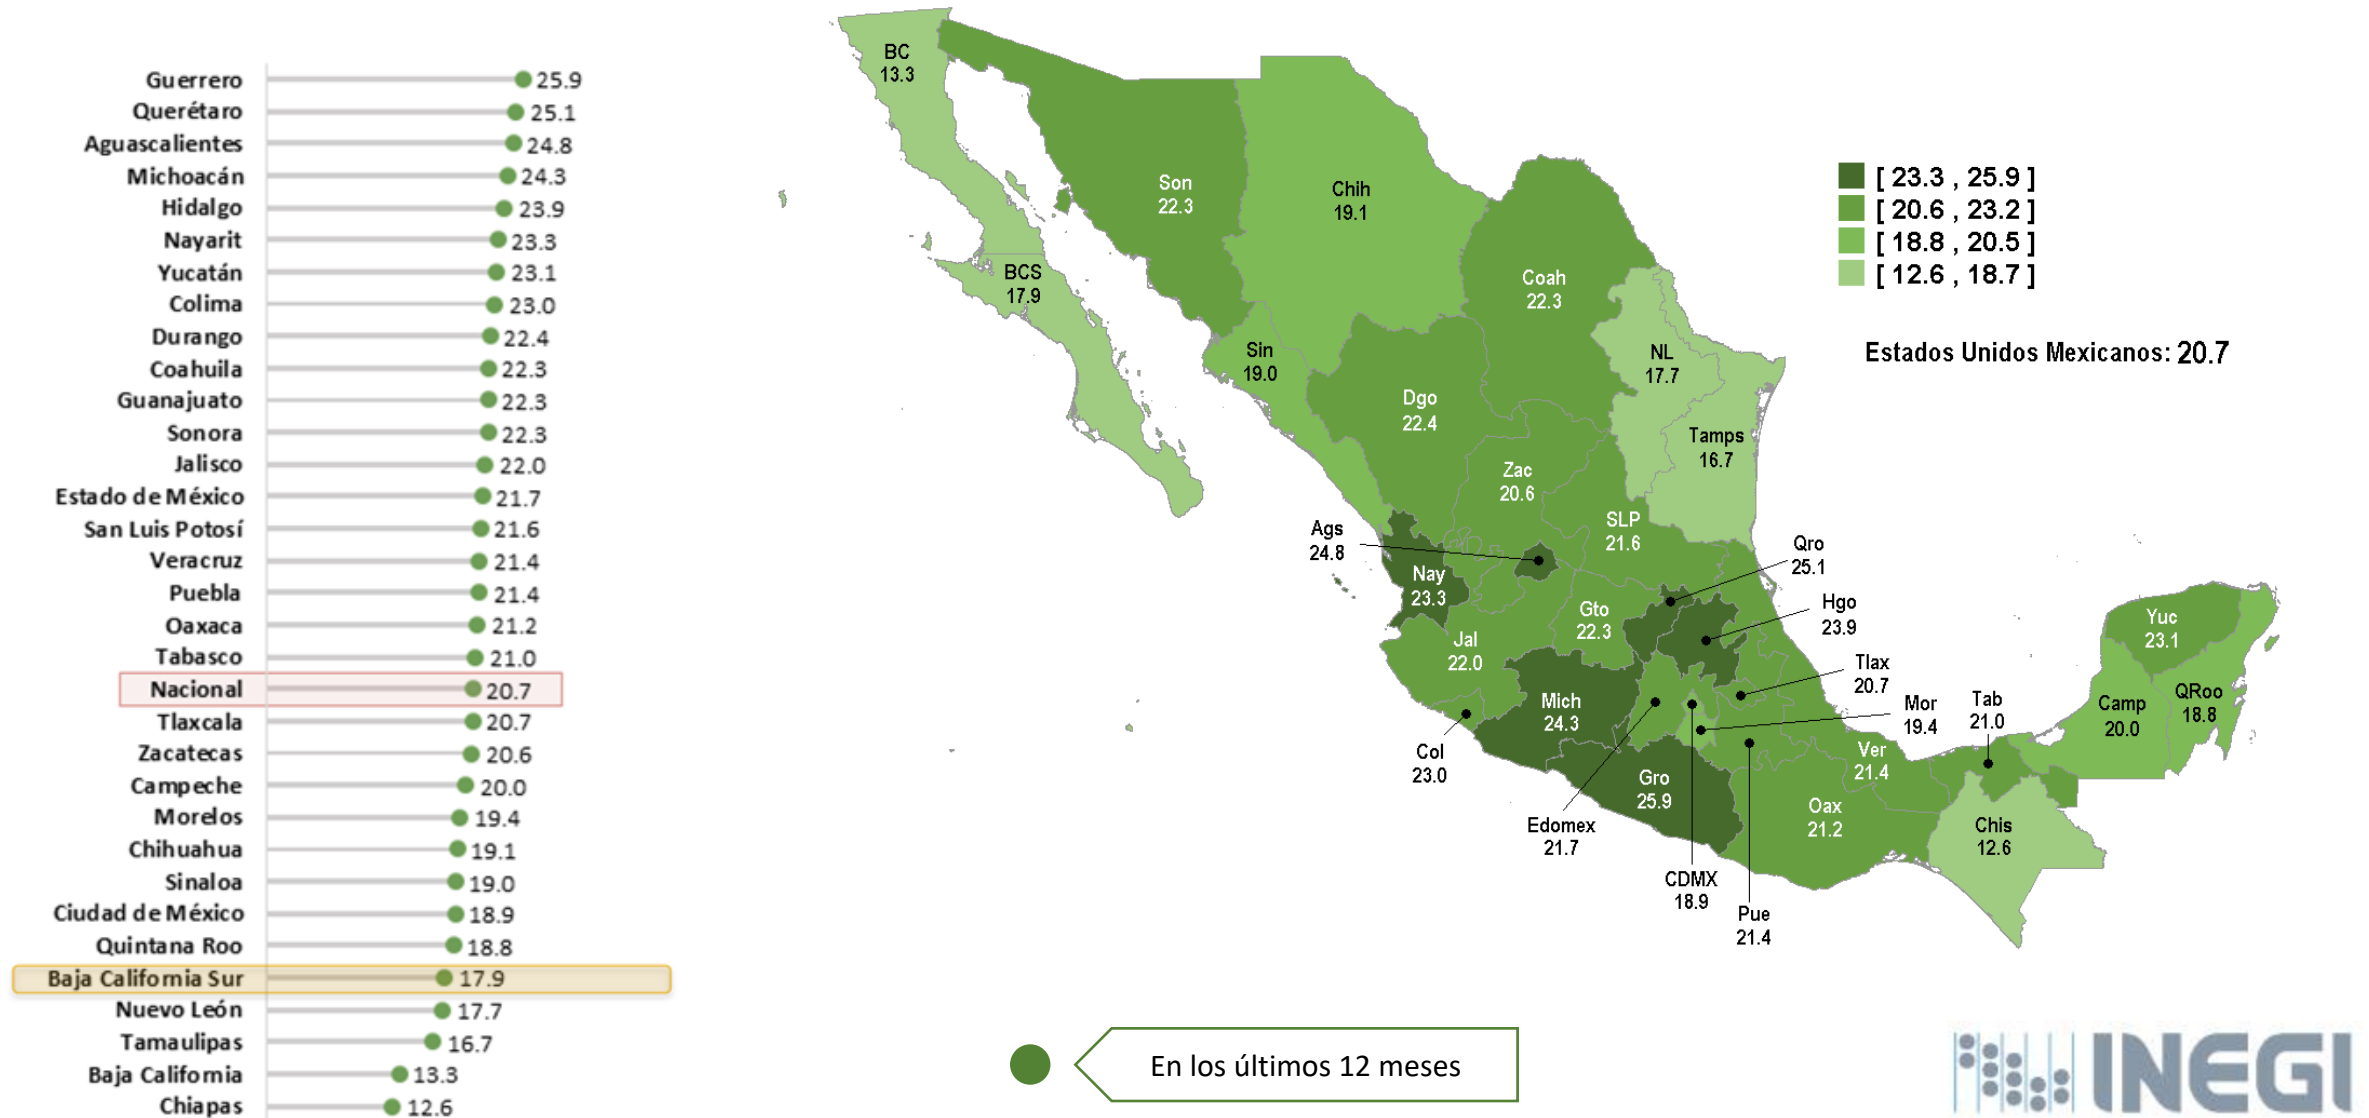 Guerrero 25.9
Querétaro 25.1
Aguascalientes 24.8
Michoacán 24.3
Hidalgo 23.9
Nayarit 23.3
Yucatán 23.1
Colima 23.0
Durango 22.4
Coahuila 22.3
Guanajuato 22.3
Sonora 22.3
Jalisco 22.0
Estado de México 21.7
San Luis Potosí 21.6
Veracruz 21.4
Puebla 21.4
Oaxaca 21.2
Tabasco 21.0
Nacional 20.7
Tlaxcala 20.7
Zacatecas 20.6
Campeche 20.0
Morelos 19.4
Chihuahua 19.1
Sinaloa 19.0
Ciudad de México 18.9
Quintana Roo 18.8
Baja California Sur 17.9
Nuevo León 17.7
Tamaulipas 16.7
Baja California 13.3
Chiapas 12.6
BC
13.3
Son
22.3
Chih
19.1
BCS
17.9
Coah
22.3
Sin
19.0
NL
17.7
Dgo
22.4
Tamps
16.7
Zac
20.6
SLP
21.6
Ags
24.8
Qro
25.1
Nay
23.3
Gto
22.3
Hgo
23.9
Jal
22.0
Yuc
23.1
Tlax
20.7
Mich
24.3
Mor
19.4
Tab
21.0
Camp
20.0
QRoo
18.8
Col
23.0
Ver
21.4
Gro
25.9
Oax
21.2
Edomex
21.7
Chis
12.6
CDMX
18.9
Pue
21.4
[ 23.3 , 25.9 ]
[ 20.6 , 23.2 ]
[ 18.8 , 20.5 ]
[ 12.6 , 18.7 ]
Estados Unidos Mexicanos: 20.7
En los últimos 12 meses
INEGI